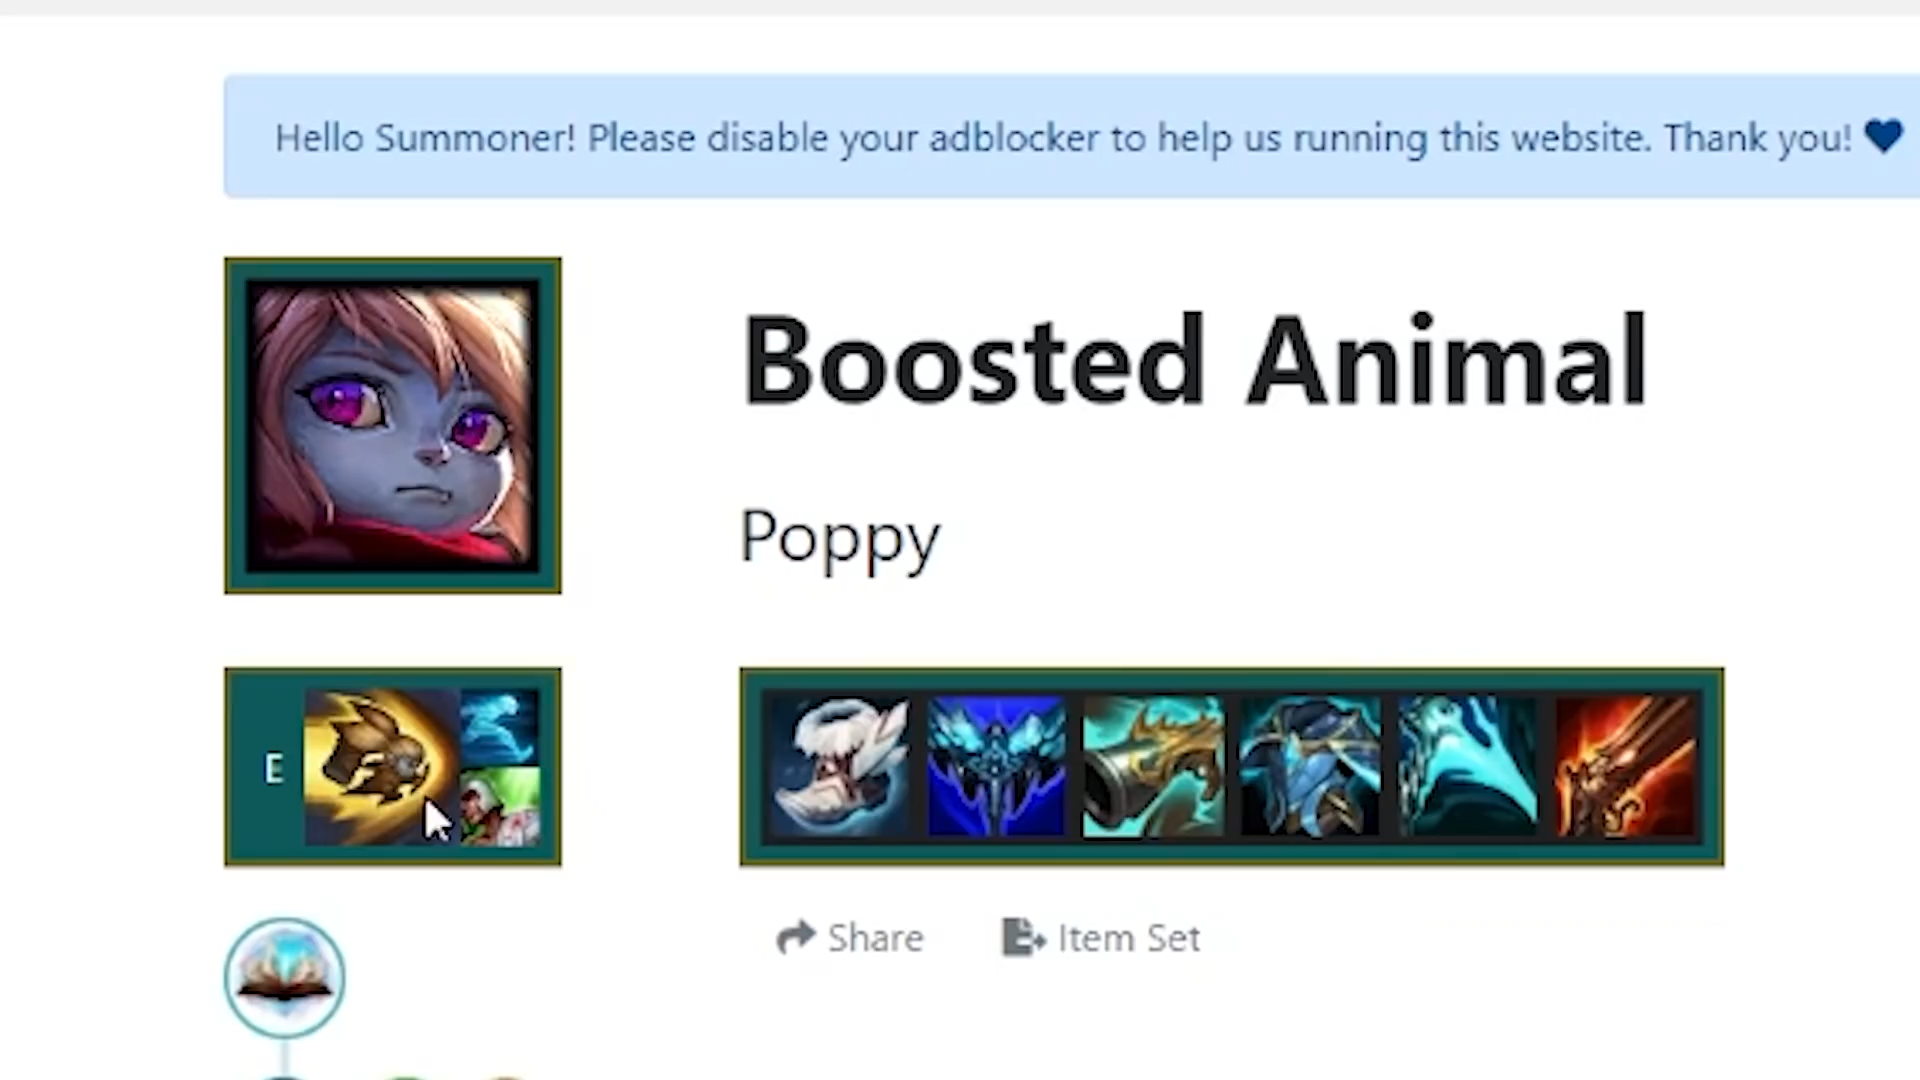 Hello Summoner! Please disable your adblocker to help us running this website. Thank you!
Boosted Animal
Poppy
E
Share
Item Set